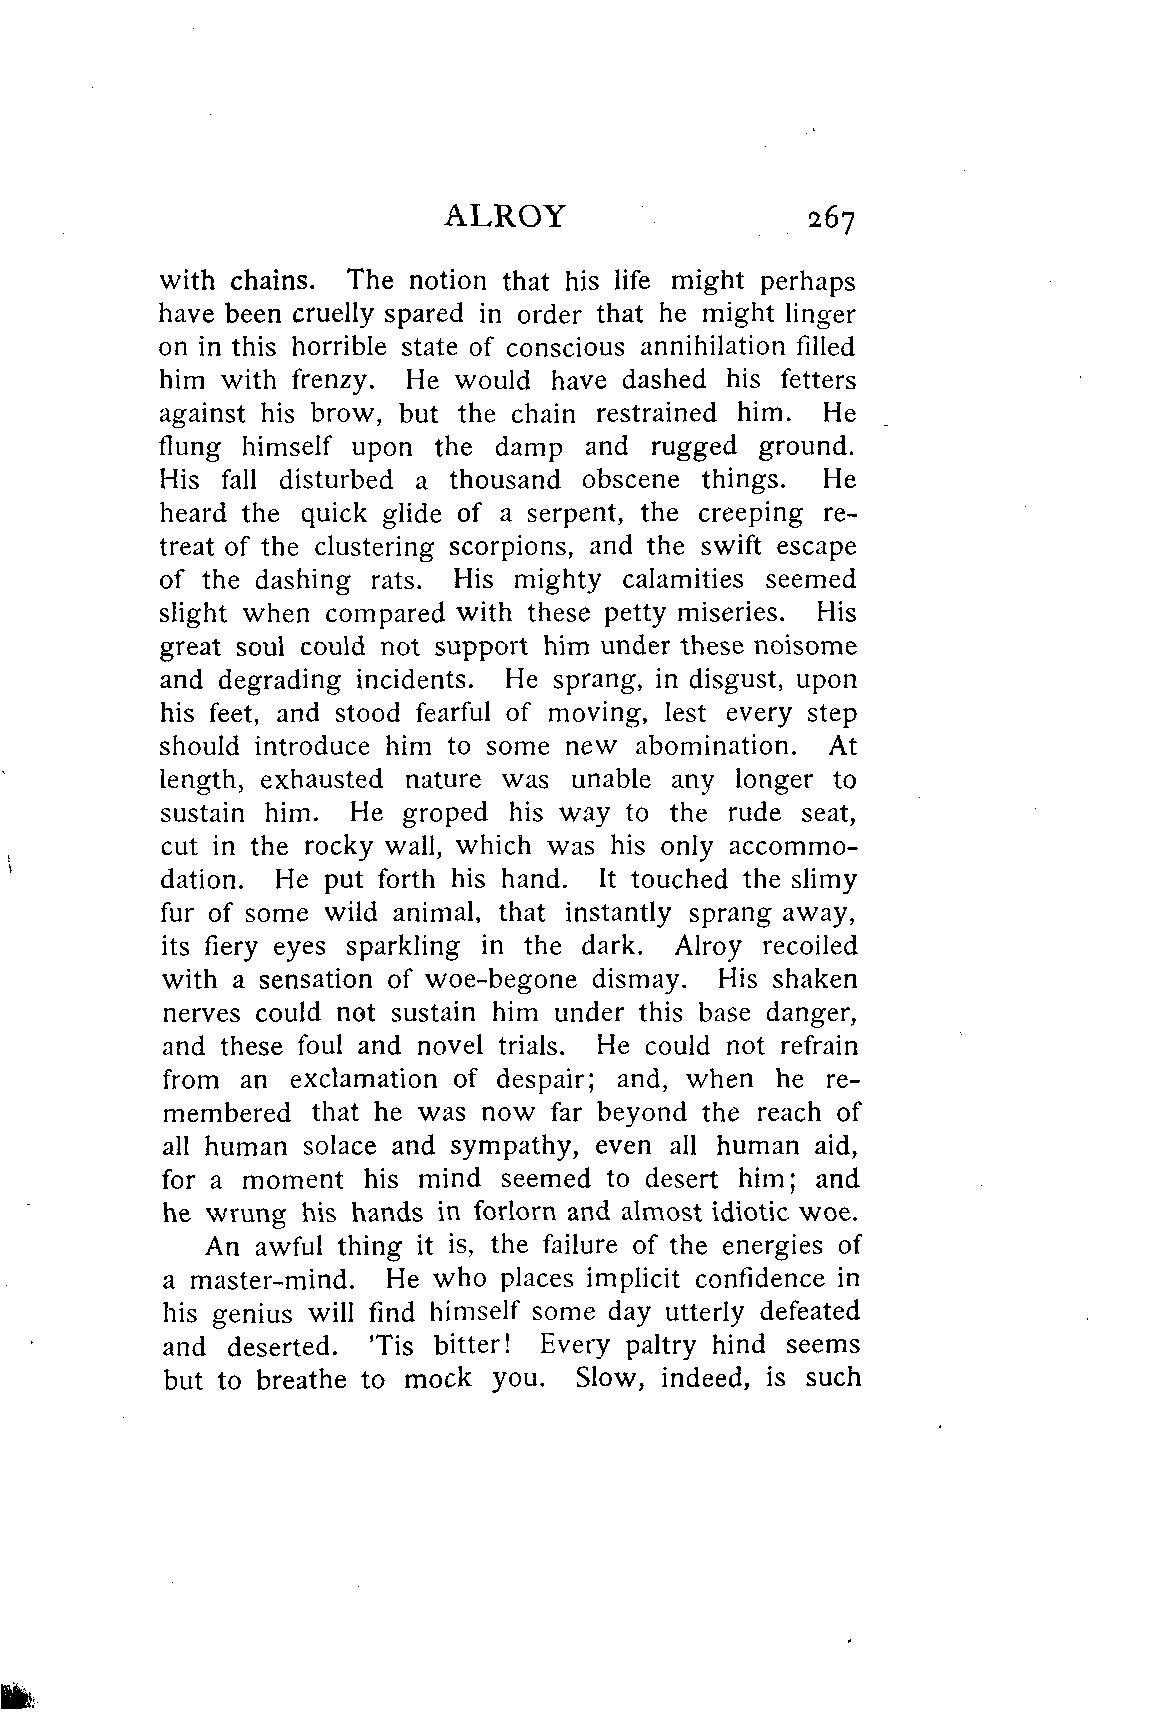 ALROY 267
with chains. The notion that his life might perhaps
have been cruelly spared in order that he might linger
on in this horrible state of conscious annihilation filled
him with frenzy. He would have dashed his fetters
against his brow, but the chain restrained him. He
flung himself upon the damp and rugged ground.
His fall disturbed a thousand obscene things. He
heard the quick glide of a serpent, the creeping re-
treat of the clustering scorpions, and the swift escape
of the dashing rats. His mighty calamities seemed
slight when compared with these petty miseries. His
great soul could not support him under these noisome
and degrading incidents. He sprang, in disgust, upon
his feet, and stood fearful of moving, lest every step
should introduce him to some new abomination. At
length, exhausted nature was unable any longer to
sustain him. He groped his way to the rude seat,
cut in the rocky wall, which was his only accommo-
dation. He put forth his hand. It touched the slimy
fur of some wild animal, that instantly sprang away,
its fiery eyes sparkling in the dark. Alroy recoiled
with a sensation of woe-begone dismay. His shaken
nerves could not sustain him under this base danger,
and these foul and novel trials. He could not refrain
from an exclamation of despair; and, when he re-
membered that he was now far beyond the reach of
all human solace and sympathy, even all human aid,
for a moment his mind seemed to desert him; and
he wrung his hands in forlorn and almost idiotic woe.
An awful thing it is, the failure of the energies of
a master-mind. He who places implicit confidence in
his genius will find himself some day utterly defeated
and deserted. 'Tis bitter! Every paltry hind seems
but to breathe to mock you. Slow, indeed, is such